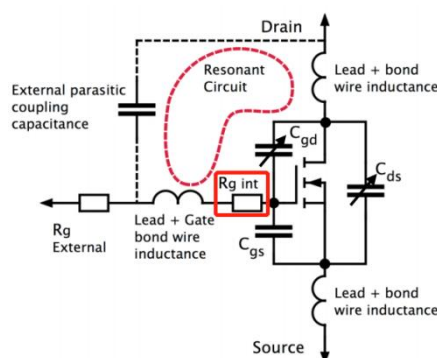 Drain
Resonant
Circuit
Lead + bond
wire inductance
External parasitic
coupling
capacitance
Cgd
Rg int
Cds
Rg
External
Lead + Gate
bond wire
inductance
Cgs
Lead + bond
wire inductance
Source